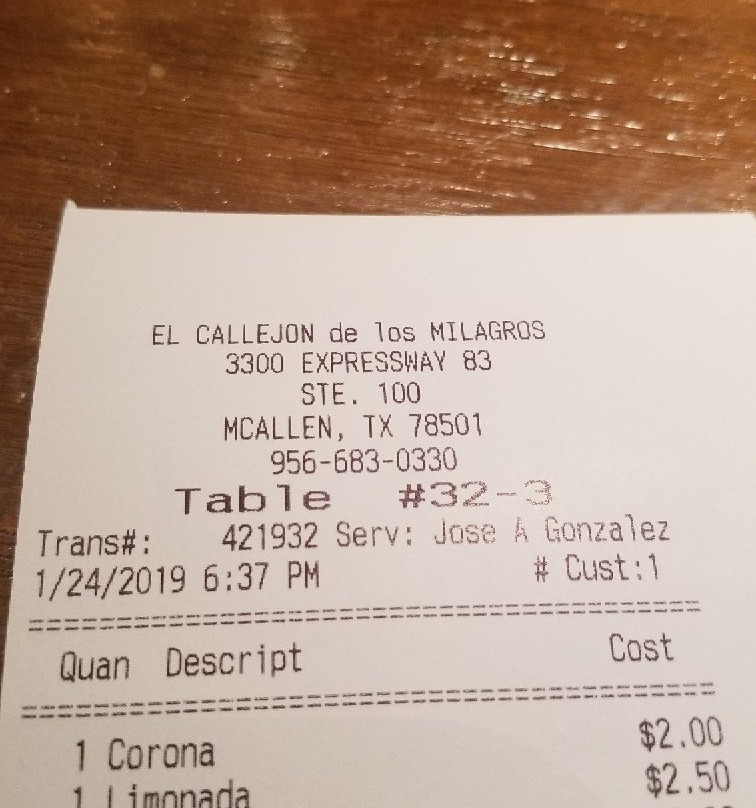 EL CALLEJON de los MILAGROS
3300 EXPRESSWAY 83
STE. 100
MCALLEN, TX 78501
956-683-0330
Table #32-3
Trans#: 421932 Serv: Jose A Gonzalez
1/24/2019 6:37 PM # Cust:1
==============================================
Quan Descript Cost
==============================================
1 Corona $2.00
1 Limonada $2.50